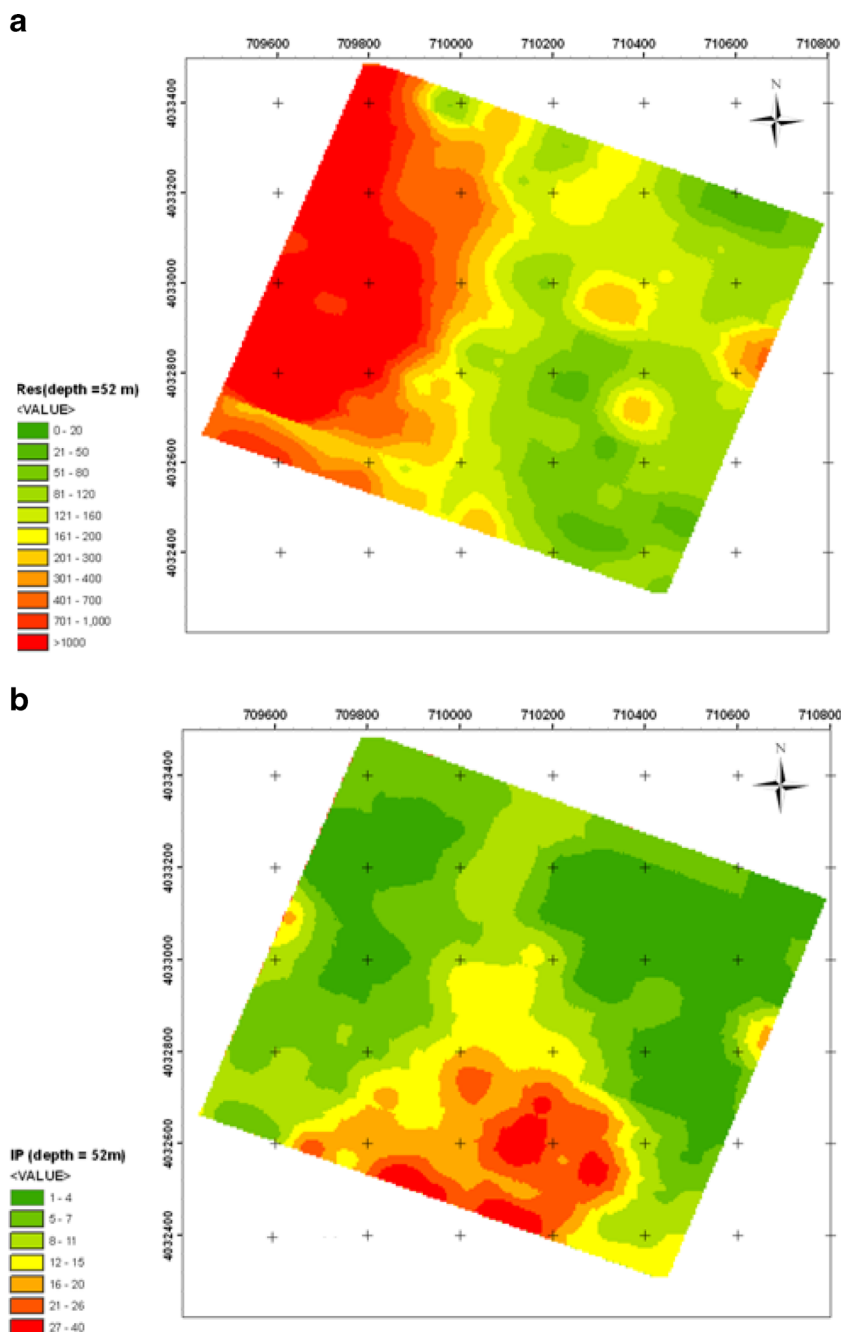 a
709600 709800 710000 710200 710400 710600 710800
N
4033400
4033200
4033000
4032800
4032600
4032400
Res(depth =52 m)
<VALUE>
0 - 20
21 - 50
51 - 80
81 - 120
121 - 160
161 - 200
201 - 300
301 - 400
401 - 700
701 - 1,000
>1000
b
709600 709800 710000 710200 710400 710600 710800
N
4033400
4033200
4033000
4032800
4032600
4032400
IP (depth = 52m)
<VALUE>
1 - 4
5 - 7
8 - 11
12 - 15
16 - 20
21 - 26
27 - 40